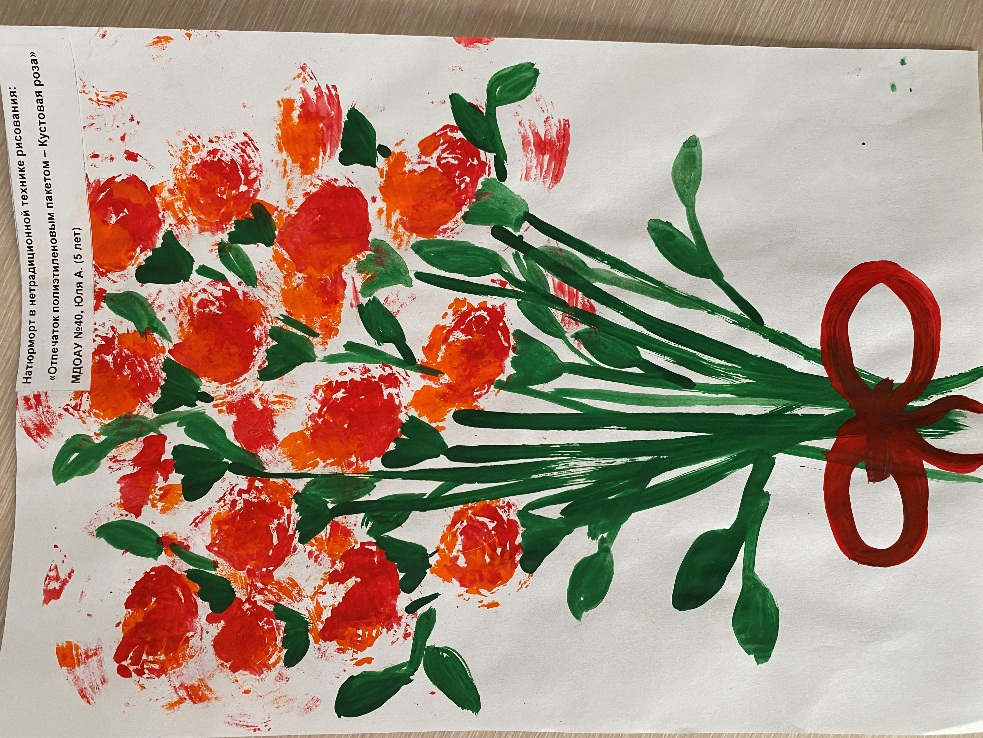 Натюрморт в нетрадиционной технике рисования:
«Отпечаток полиэтиленовым пакетом – Кустовая роза»
МДОАУ №40, Юля А. (5 лет)